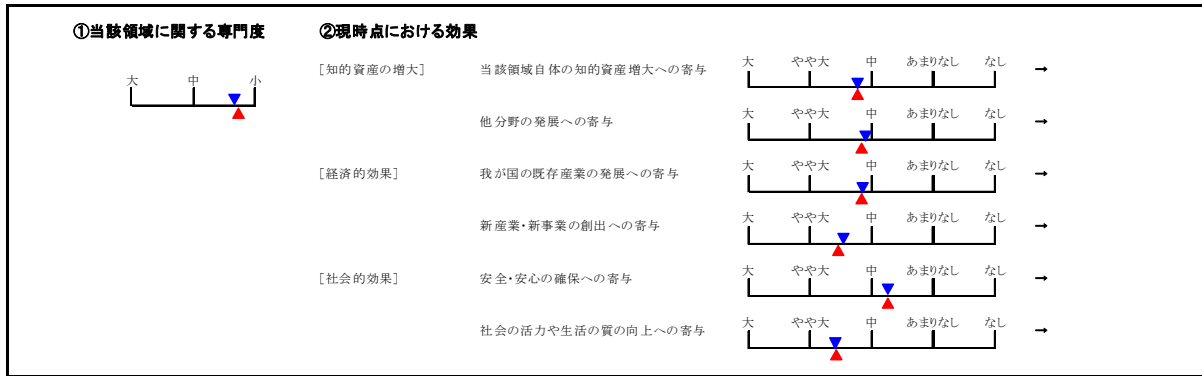 ①当該領域に関する専門度 ②現時点における効果
大 中 小
[知的資産の増大] 当該領域自体の知的資産増大への寄与 大 やや大 中 あまりなし なし →
他分野の発展への寄与 大 やや大 中 あまりなし なし →
[経済的効果] 我が国の既存産業の発展への寄与 大 やや大 中 あまりなし なし →
新産業・新事業の創出への寄与 大 やや大 中 あまりなし なし →
[社会的効果] 安全・安心の確保への寄与 大 やや大 中 あまりなし なし →
社会の活力や生活の質の向上への寄与 大 やや大 中 あまりなし なし →